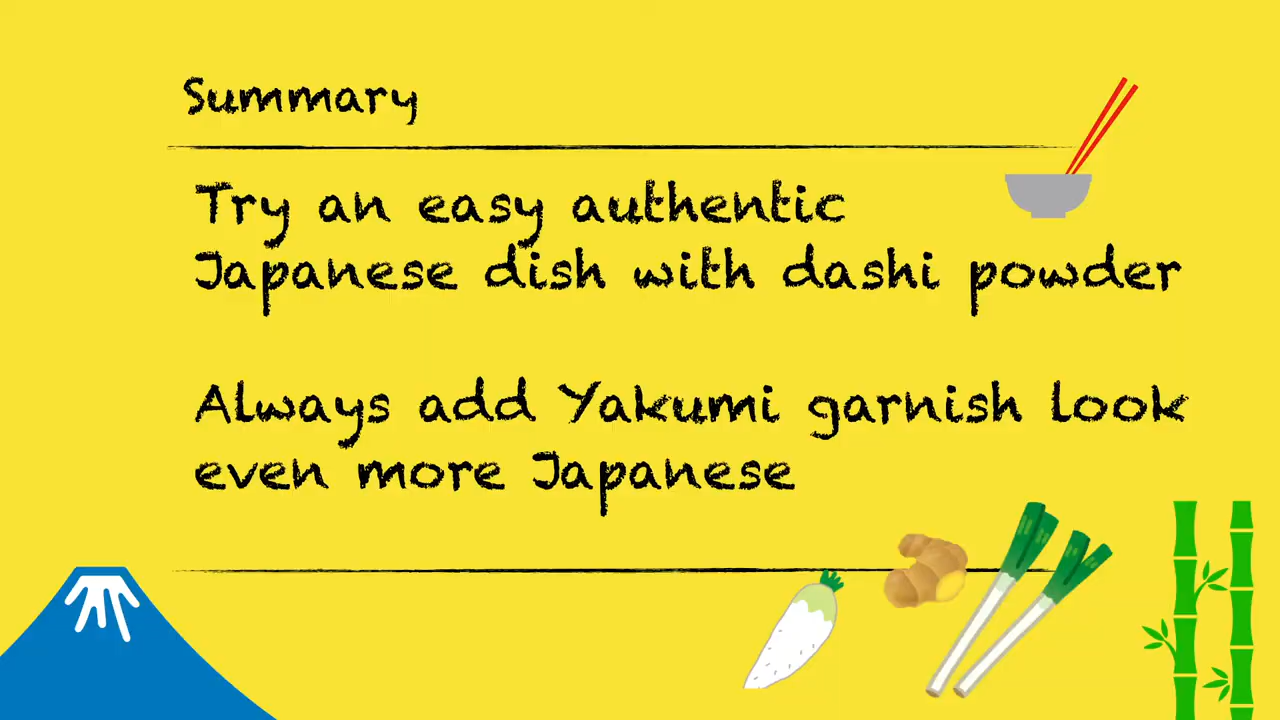 Summary
Try an easy authentic
Japanese dish with dashi powder
Always add Yakumi garnish look
even more Japanese